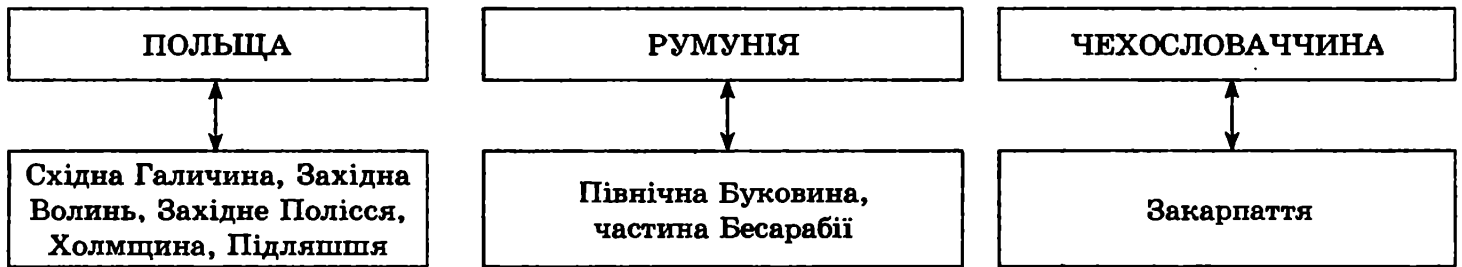 ПОЛЬЩА
РУМУНІЯ
ЧЕХОСЛОВАЧЧИНА
Східна Галичина, Західна
Волинь, Західне Полісся,
Холмщина, Підляшшя
Північна Буковина,
частина Бесарабії
Закарпаття